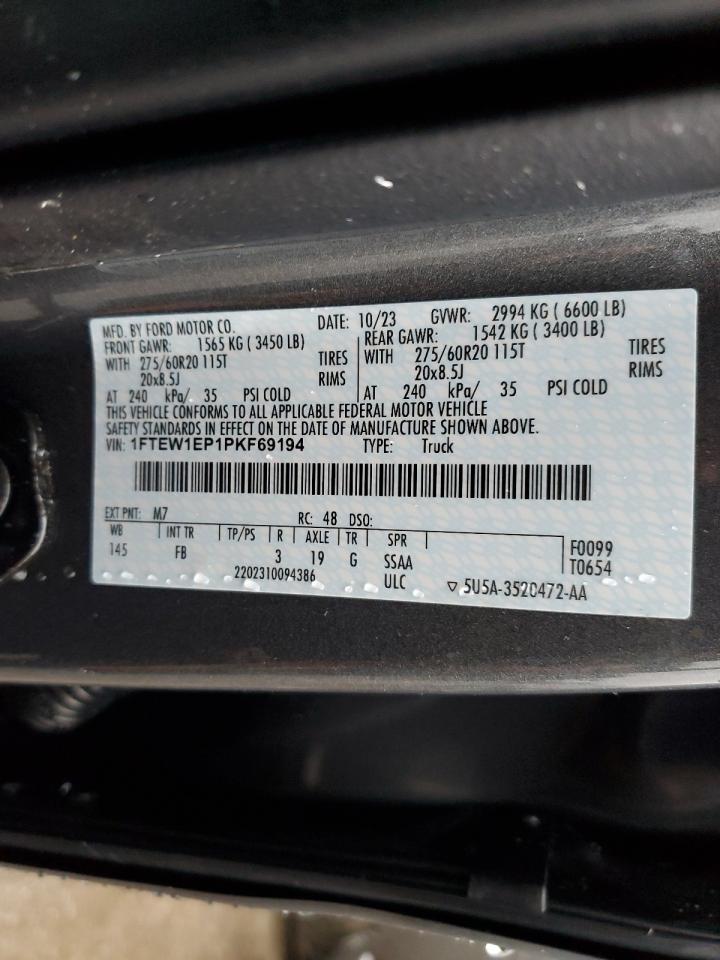 MFD. BY FORD MOTOR CO. DATE: 10/23 GVWR: 2994 KG ( 6600 LB)
FRONT GAWR: 1565 KG ( 3450 LB) REAR GAWR: 1542 KG ( 3400 LB)
WITH 275/60R20 115T TIRES WITH 275/60R20 115T TIRES
20x8.5J RIMS 20x8.5J RIMS
AT 240 kPa/ 35 PSI COLD AT 240 kPa/ 35 PSI COLD
THIS VEHICLE CONFORMS TO ALL APPLICABLE FEDERAL MOTOR VEHICLE
SAFETY STANDARDS IN EFFECT ON THE DATE OF MANUFACTURE SHOWN ABOVE.
VIN: 1FTEW1EP1PKF69194 TYPE: Truck
EXT PNT: M7 RC: 48 DSO:
WB INT TR TP/PS R AXLE TR SPR F0099
145 FB 3 19 G SSAA T0654
2202310094386 ULC ▽ 5U5A-3520472-AA